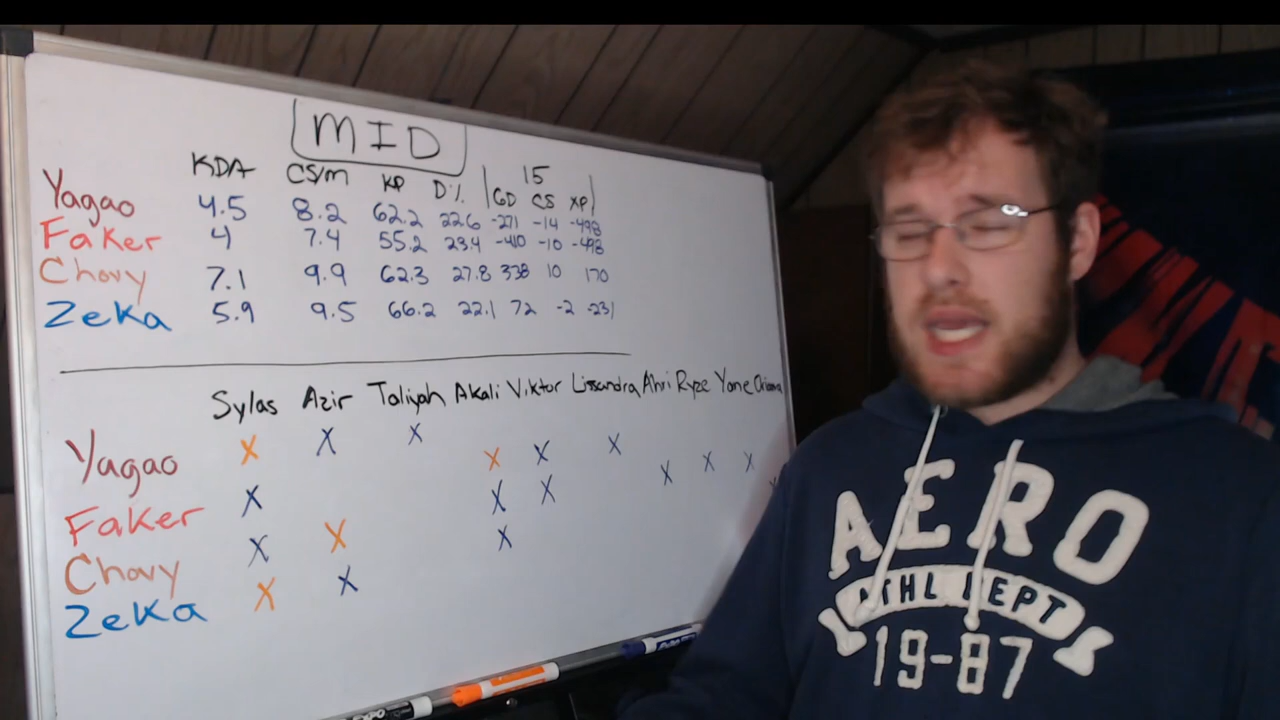 MID
15
KDA CS/m KP D% GD CS XP
Yagao 4.5 8.2 62.2 22.6 -271 -14 -498
Faker 4 7.4 55.2 23.4 -410 -10 -498
Chovy 7.1 9.9 62.3 27.8 338 10 170
Zeka 5.9 9.5 66.2 22.1 72 -2 -231
Sylas Azir Taliyah Akali Viktor Lissandra Ahri Ryze Yone Oriana
Yagao X X X X X X
Faker X X X X X X
Chovy X X X
Zeka X X
AERO
ATHL DEPT
19-87
EXPO